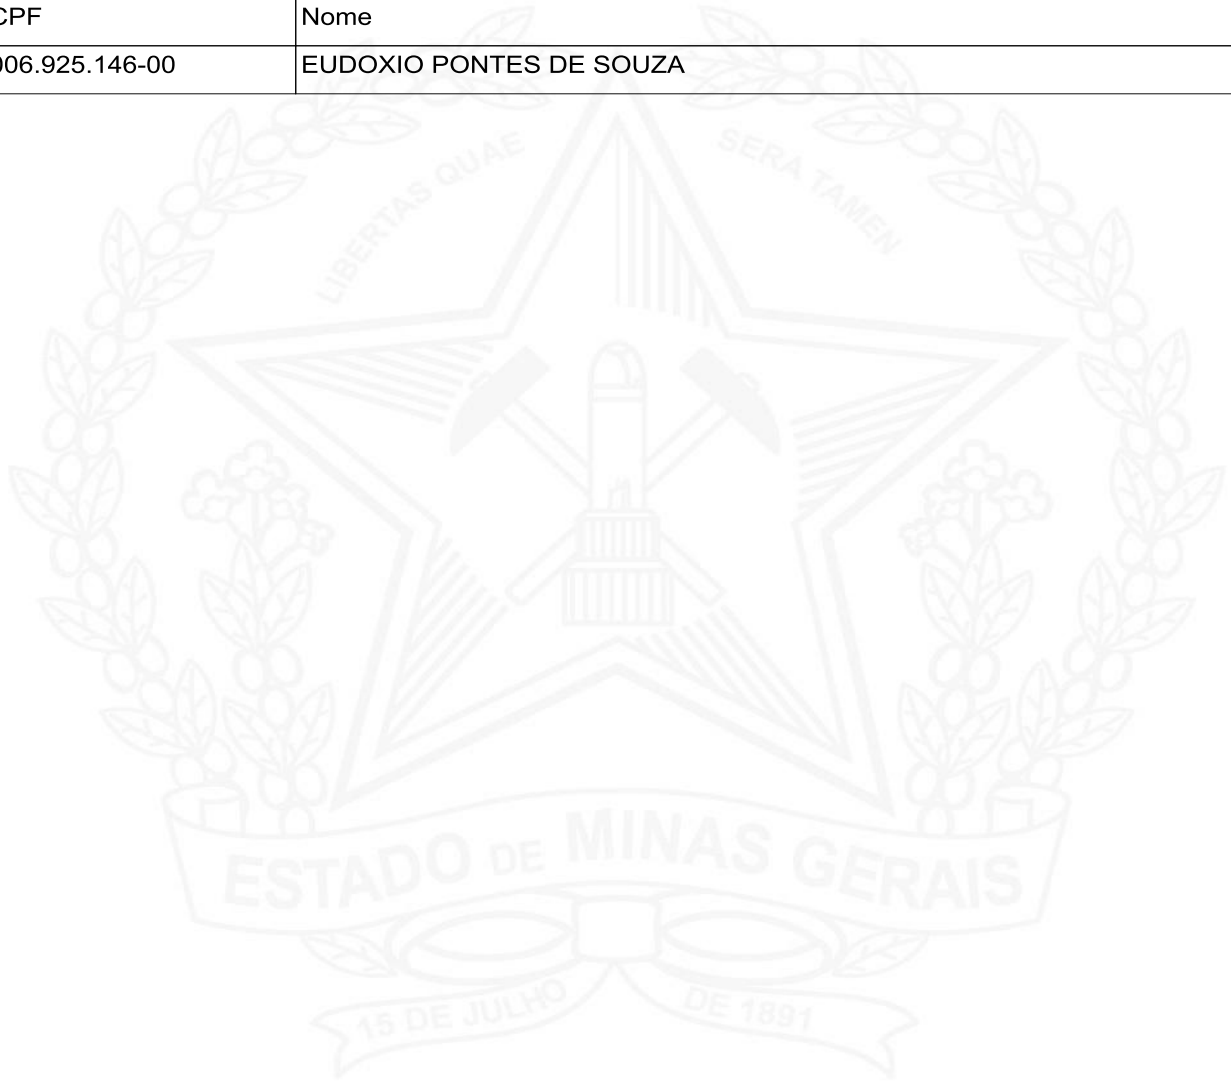 CPF Nome
006.925.146-00 EUDOXIO PONTES DE SOUZA
LIBERTAS QUAE SERA TAMEN
ESTADO DE MINAS GERAIS
15 DE JULHO DE 1891